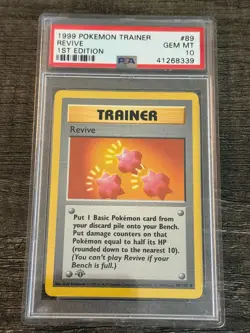 1999 POKEMON TRAINER #89
REVIVE GEM MT
1ST EDITION 10
PSA 41268339
TRAINER
Revive
Put 1 Basic Pokémon card from
your discard pile onto your Bench.
Put damage counters on that
Pokémon equal to half its HP
(rounded down to the nearest 10).
(You can't play Revive if your
Bench is full.)